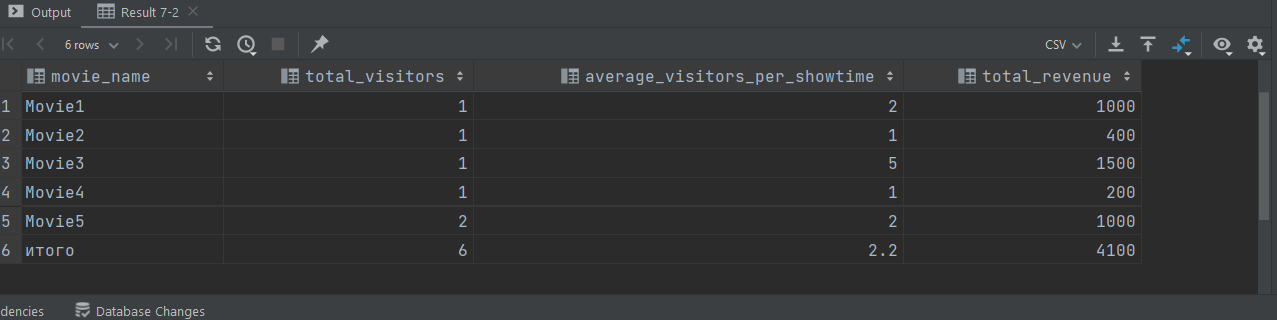 Output Result 7-2
6 rows CSV
movie_name total_visitors average_visitors_per_showtime total_revenue
1 Movie1 1 2 1000
2 Movie2 1 1 400
3 Movie3 1 5 1500
4 Movie4 1 1 200
5 Movie5 2 2 1000
6 итого 6 2.2 4100
dencies Database Changes